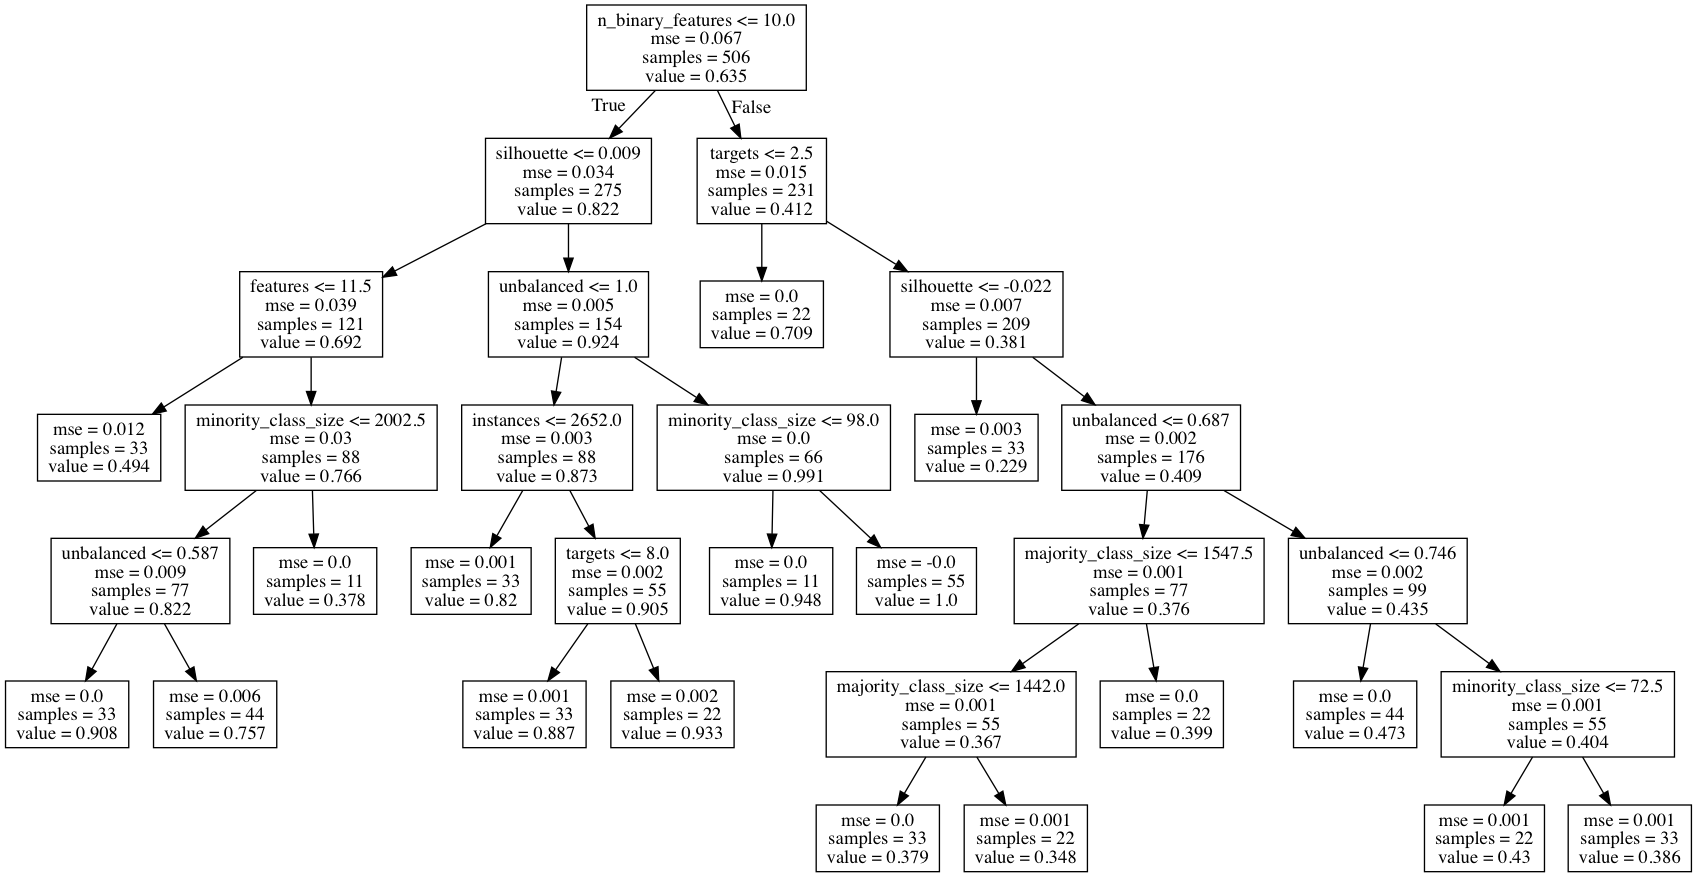 n_binary_features <= 10.0
mse = 0.067
samples = 506
value = 0.635
True
False
silhouette <= 0.009
mse = 0.034
samples = 275
value = 0.822
targets <= 2.5
mse = 0.015
samples = 231
value = 0.412
features <= 11.5
mse = 0.039
samples = 121
value = 0.692
unbalanced <= 1.0
mse = 0.005
samples = 154
value = 0.924
mse = 0.0
samples = 22
value = 0.709
silhouette <= -0.022
mse = 0.007
samples = 209
value = 0.381
mse = 0.012
samples = 33
value = 0.494
minority_class_size <= 2002.5
mse = 0.03
samples = 88
value = 0.766
instances <= 2652.0
mse = 0.003
samples = 88
value = 0.873
minority_class_size <= 98.0
mse = 0.0
samples = 66
value = 0.991
mse = 0.003
samples = 33
value = 0.229
unbalanced <= 0.687
mse = 0.002
samples = 176
value = 0.409
unbalanced <= 0.587
mse = 0.009
samples = 77
value = 0.822
mse = 0.0
samples = 11
value = 0.378
mse = 0.001
samples = 33
value = 0.82
targets <= 8.0
mse = 0.002
samples = 55
value = 0.905
mse = 0.0
samples = 11
value = 0.948
mse = -0.0
samples = 55
value = 1.0
majority_class_size <= 1547.5
mse = 0.001
samples = 77
value = 0.376
unbalanced <= 0.746
mse = 0.002
samples = 99
value = 0.435
mse = 0.0
samples = 33
value = 0.908
mse = 0.006
samples = 44
value = 0.757
mse = 0.001
samples = 33
value = 0.887
mse = 0.002
samples = 22
value = 0.933
majority_class_size <= 1442.0
mse = 0.001
samples = 55
value = 0.367
mse = 0.0
samples = 22
value = 0.399
mse = 0.0
samples = 44
value = 0.473
minority_class_size <= 72.5
mse = 0.001
samples = 55
value = 0.404
mse = 0.0
samples = 33
value = 0.379
mse = 0.001
samples = 22
value = 0.348
mse = 0.001
samples = 22
value = 0.43
mse = 0.001
samples = 33
value = 0.386